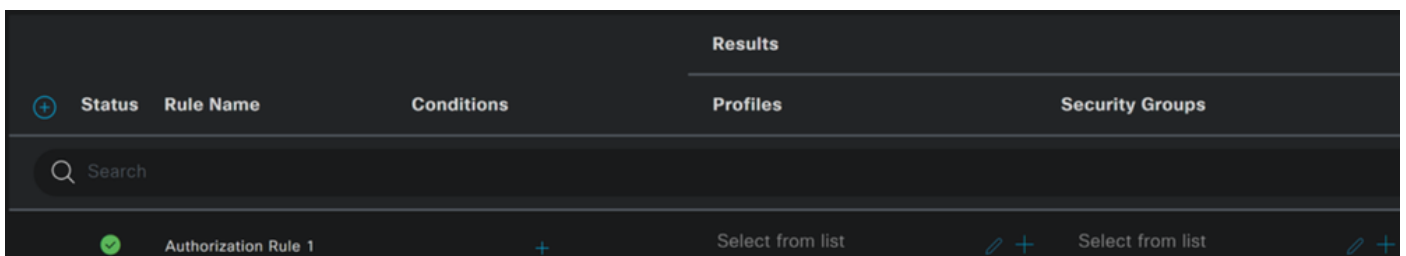 Results
Status Rule Name Conditions Profiles Security Groups
Search
Authorization Rule 1 Select from list Select from list